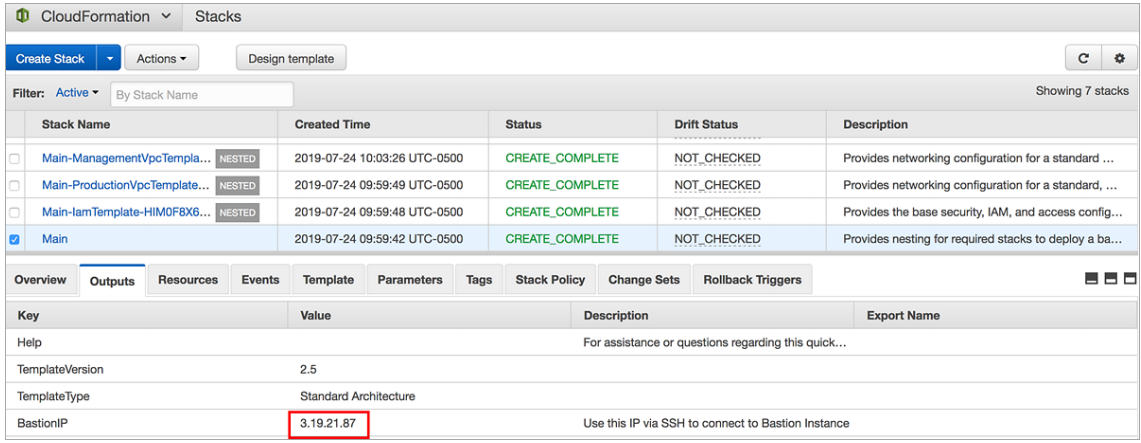 CloudFormation Stacks
Create Stack Actions Design template
Filter: Active By Stack Name Showing 7 stacks
Stack Name Created Time Status Drift Status Description
Main-ManagementVpcTempla... NESTED 2019-07-24 10:03:26 UTC-0500 CREATE_COMPLETE NOT_CHECKED Provides networking configuration for a standard ...
Main-ProductionVpcTemplate... NESTED 2019-07-24 09:59:49 UTC-0500 CREATE_COMPLETE NOT_CHECKED Provides networking configuration for a standard, ...
Main-IamTemplate-HIM0F8X6... NESTED 2019-07-24 09:59:48 UTC-0500 CREATE_COMPLETE NOT_CHECKED Provides the base security, IAM, and access config...
Main 2019-07-24 09:59:42 UTC-0500 CREATE_COMPLETE NOT_CHECKED Provides nesting for required stacks to deploy a ba...
Overview Outputs Resources Events Template Parameters Tags Stack Policy Change Sets Rollback Triggers
Key Value Description Export Name
Help For assistance or questions regarding this quick...
TemplateVersion 2.5
TemplateType Standard Architecture
BastionIP 3.19.21.87 Use this IP via SSH to connect to Bastion Instance